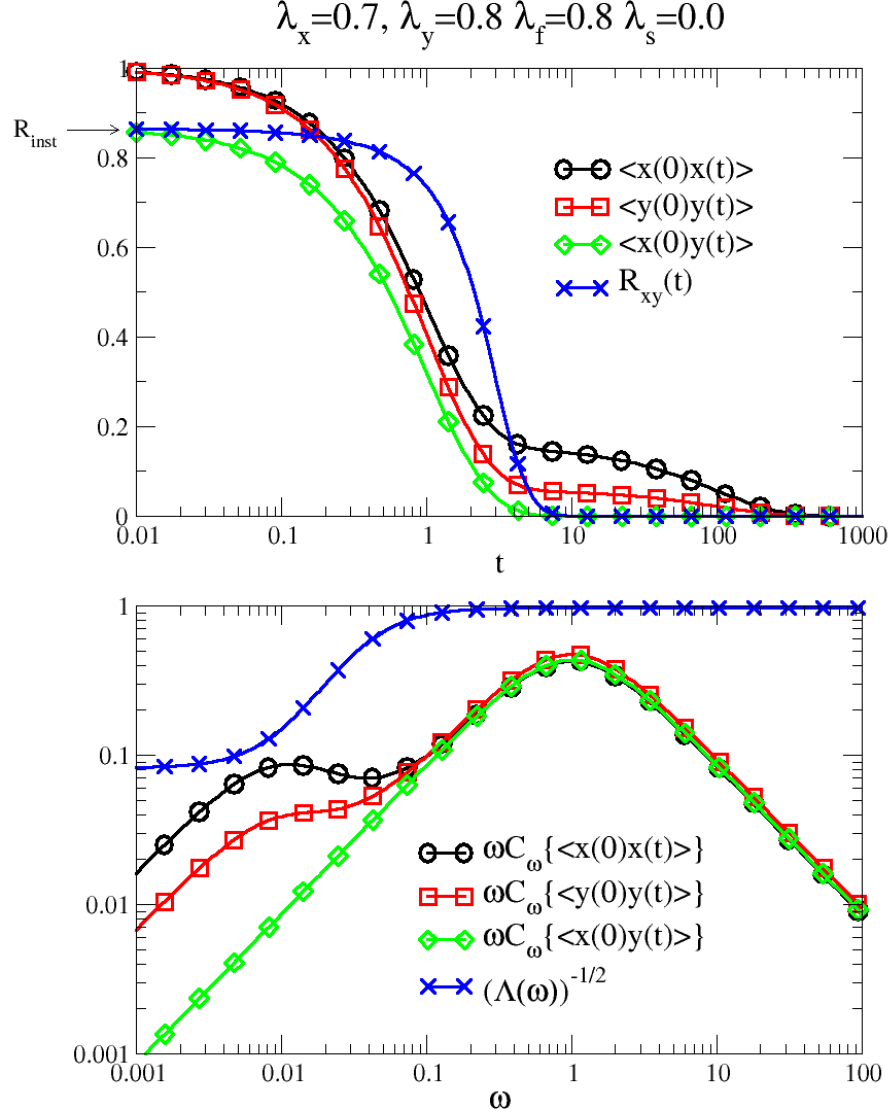 λx=0.7, λy=0.8 λf=0.8 λs=0.0
1
0.8
0.6
0.4
0.2
0
Rinst
<x(0)x(t)>
<y(0)y(t)>
<x(0)y(t)>
Rxy(t)
0.01 0.1 1 10 100 1000
t
1
0.1
0.01
0.001
ωCω{<x(0)x(t)>}
ωCω{<y(0)y(t)>}
ωCω{<x(0)y(t)>}
(Λ(ω))-1/2
0.001 0.01 0.1 1 10 100
ω